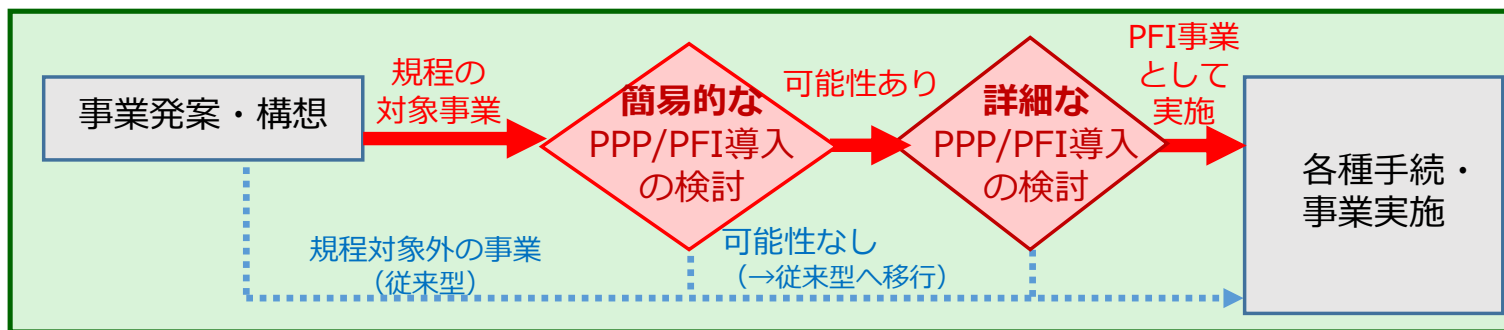 事業発案・構想
規程の
対象事業
簡易的な
PPP/PFI導入
の検討
可能性あり
詳細な
PPP/PFI導入
の検討
PFI事業
として
実施
各種手続・
事業実施
規程対象外の事業
（従来型）
可能性なし
（→従来型へ移行）